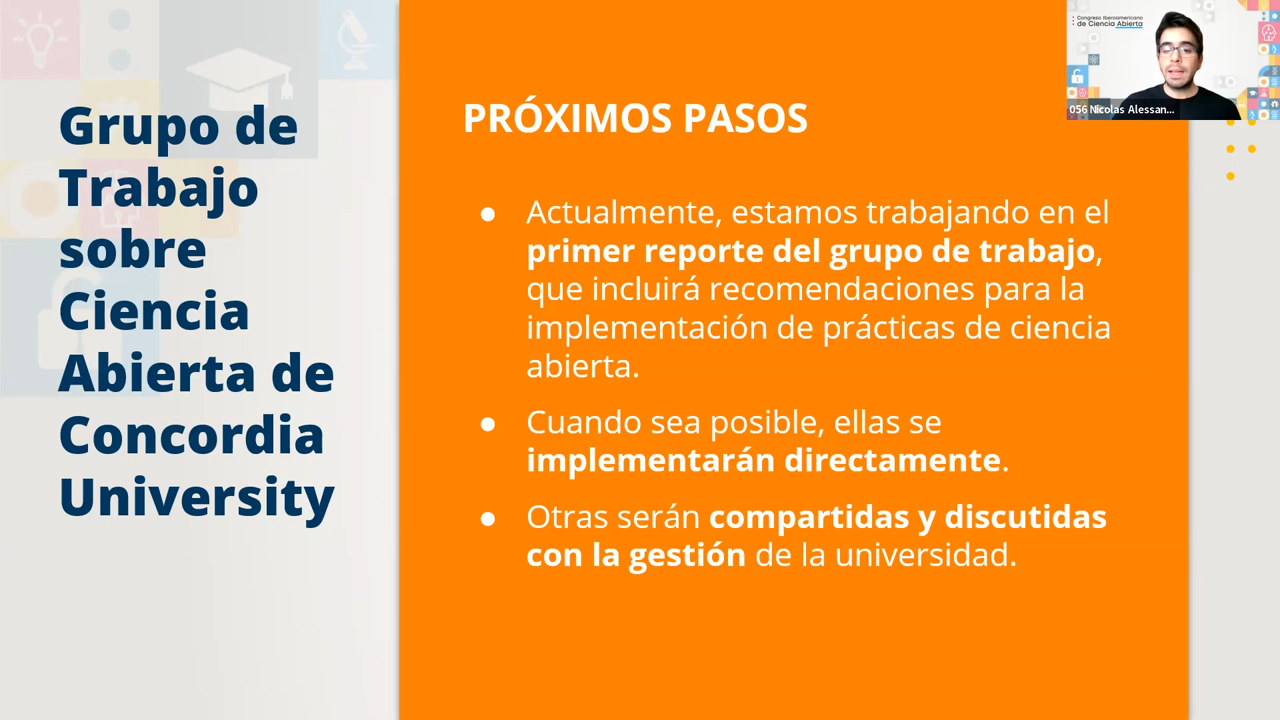 Grupo de
Trabajo
sobre
Ciencia
Abierta de
Concordia
University
PRÓXIMOS PASOS
● Actualmente, estamos trabajando en el
primer reporte del grupo de trabajo,
que incluirá recomendaciones para la
implementación de prácticas de ciencia
abierta.
● Cuando sea posible, ellas se
implementarán directamente.
● Otras serán compartidas y discutidas
con la gestión de la universidad.
Congreso Iberoamericano
de Ciencia Abierta
056 Nicolas Alessan...